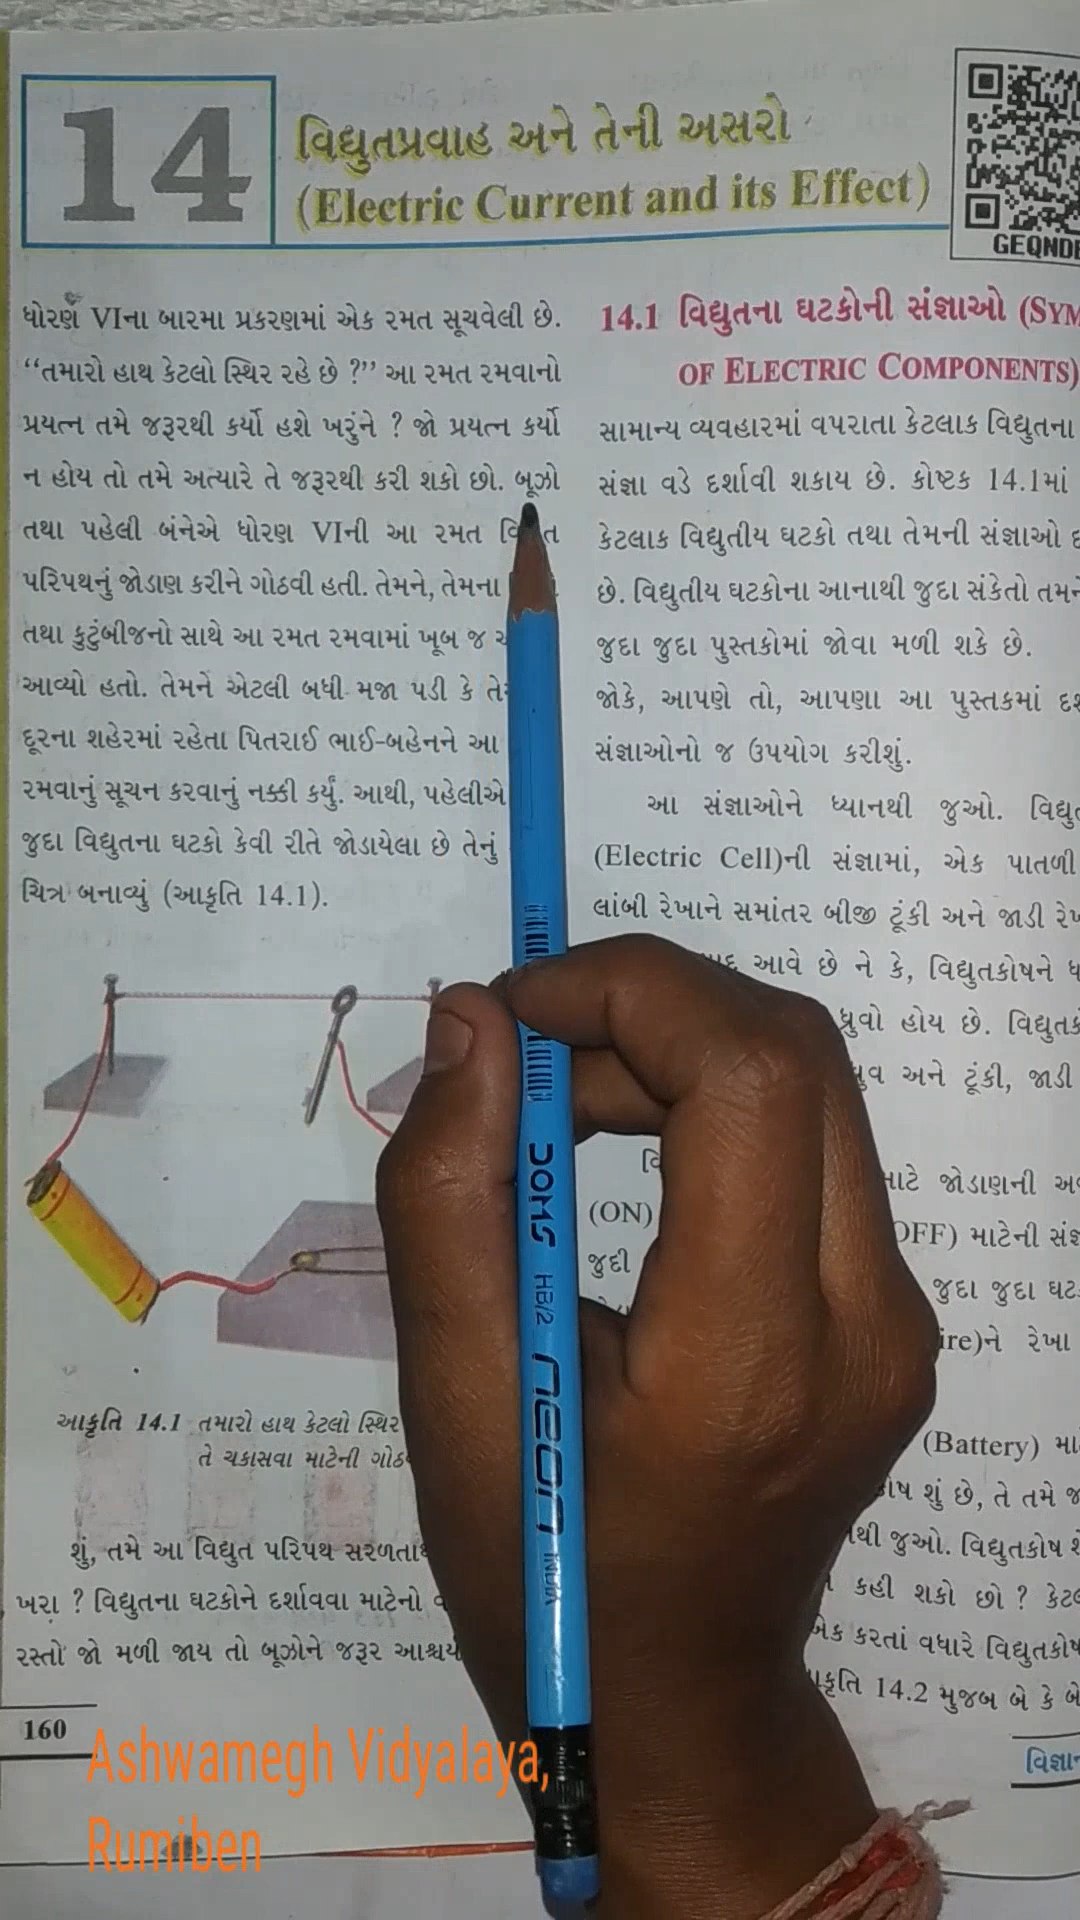 14
વિદ્યુતપ્રવાહ અને તેની અસરો
(Electric Current and its Effect)
GEQNDE
ધોરણ VIના બારમા પ્રકરણમાં એક રમત સૂચવેલી છે.
“તમારો હાથ કેટલો સ્થિર રહે છે ?” આ રમત રમવાનો
પ્રયત્ન તમે જરૂરથી કર્યો હશે ખરુંને ? જો પ્રયત્ન કર્યો
ન હોય તો તમે અત્યારે તે જરૂરથી કરી શકો છો. બૂઝો
તથા પહેલી બંનેએ ધોરણ VIની આ રમત
પરિપથનું જોડાણ કરીને ગોઠવી હતી. તેમને, તેમના
તથા કુટુંબીજનો સાથે આ રમત રમવામાં ખૂબ જ
આવ્યો હતો. તેમને એટલી બધી મજા પડી કે
દૂરના શહેરમાં રહેતા પિતરાઈ ભાઈ-બહેનને આ
રમવાનું સૂચન કરવાનું નક્કી કર્યું. આથી, પહેલીએ
જુદા વિદ્યુતના ઘટકો કેવી રીતે જોડાયેલા છે તેનું
ચિત્ર બનાવ્યું (આકૃતિ 14.1).
આકૃતિ 14.1 તમારો હાથ કેટલો સ્થિર
તે ચકાસવા માટેની
શું, તમે આ વિદ્યુત પરિપથ
ખરા ? વિદ્યુતના ઘટકોને દર્શાવવા માટેનો
રસ્તો જો મળી જાય તો બૂઝોને જરૂર
160
14.1 વિદ્યુતના ઘટકોની સંજ્ઞાઓ (SYM
OF ELECTRIC COMPONENTS)
સામાન્ય વ્યવહારમાં વપરાતા કેટલાક વિદ્યુતના
સંજ્ઞા વડે દર્શાવી શકાય છે. કોષ્ટક 14.1માં
કેટલાક વિદ્યુતીય ઘટકો તથા તેમની સંજ્ઞાઓ
છે. વિદ્યુતીય ઘટકોના આનાથી જુદા સંકેતો
જુદા જુદા પુસ્તકોમાં જોવા મળી શકે છે.
જોકે, આપણે તો, આપણા આ પુસ્તકમાં
સંજ્ઞાઓનો જ ઉપયોગ કરીશું.
આ સંજ્ઞાઓને ધ્યાનથી જુઓ.
(Electric Cell)ની સંજ્ઞામાં, એક પાતળી
લાંબી રેખાને સમાંતર બીજી ટૂંકી અને જાડી
આવે છે ને કે, વિદ્યુતકોષને
ધ્રુવો હોય છે.
અને ટૂંકી, જાડી
માટે જોડાણની
(ON) OFF) માટેની
જુદી જુદા જુદા
ire)ને રેખા
(Battery)
શું છે, તે તમે
જુઓ. વિદ્યુતકોષ
કહી શકો છો ?
એક કરતાં વધારે વિદ્યુતકોષ
14.2 મુજબ બે કે
Ashwamegh Vidyalaya,
Rumiben